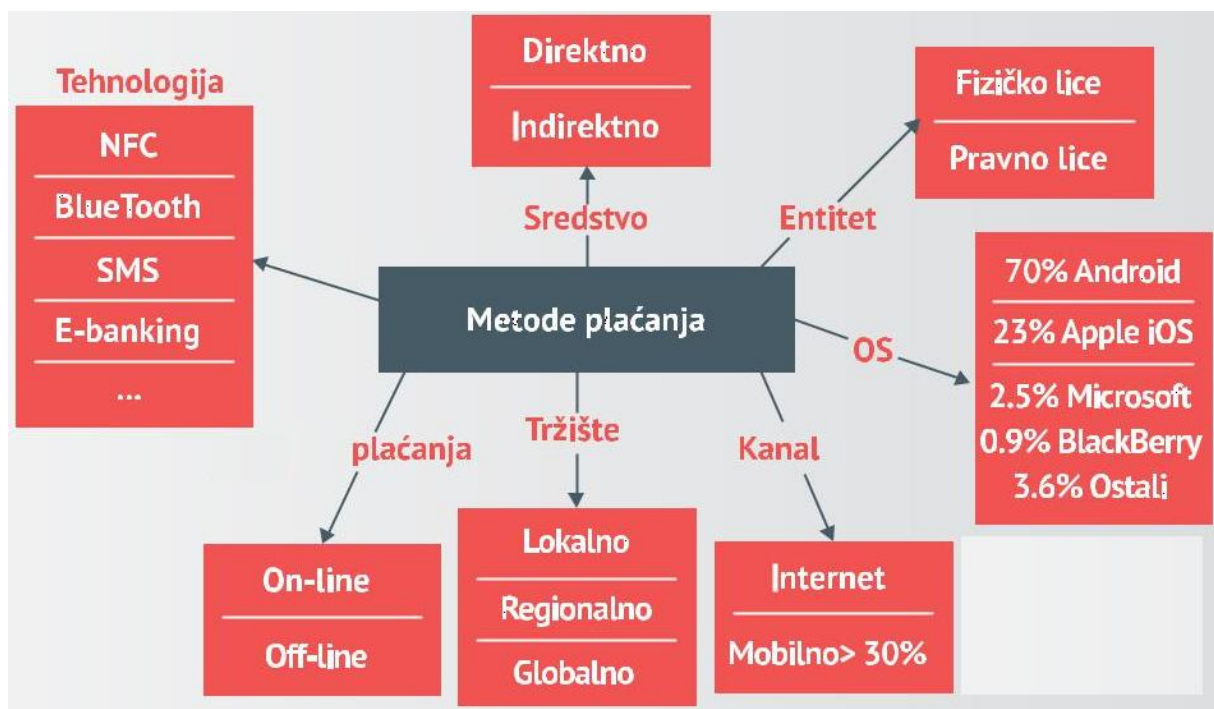 Tehnologija
NFC
BlueTooth
SMS
E-banking
...
Direktno
Indirektno
Sredstvo
Fizičko lice
Pravno lice
Entitet
Metode plaćanja
OS
70% Android
23% Apple iOS
2.5% Microsoft
0.9% BlackBerry
3.6% Ostali
plaćanja
On-line
Off-line
Tržište
Lokalno
Regionalno
Globalno
Kanal
Internet
Mobilno> 30%